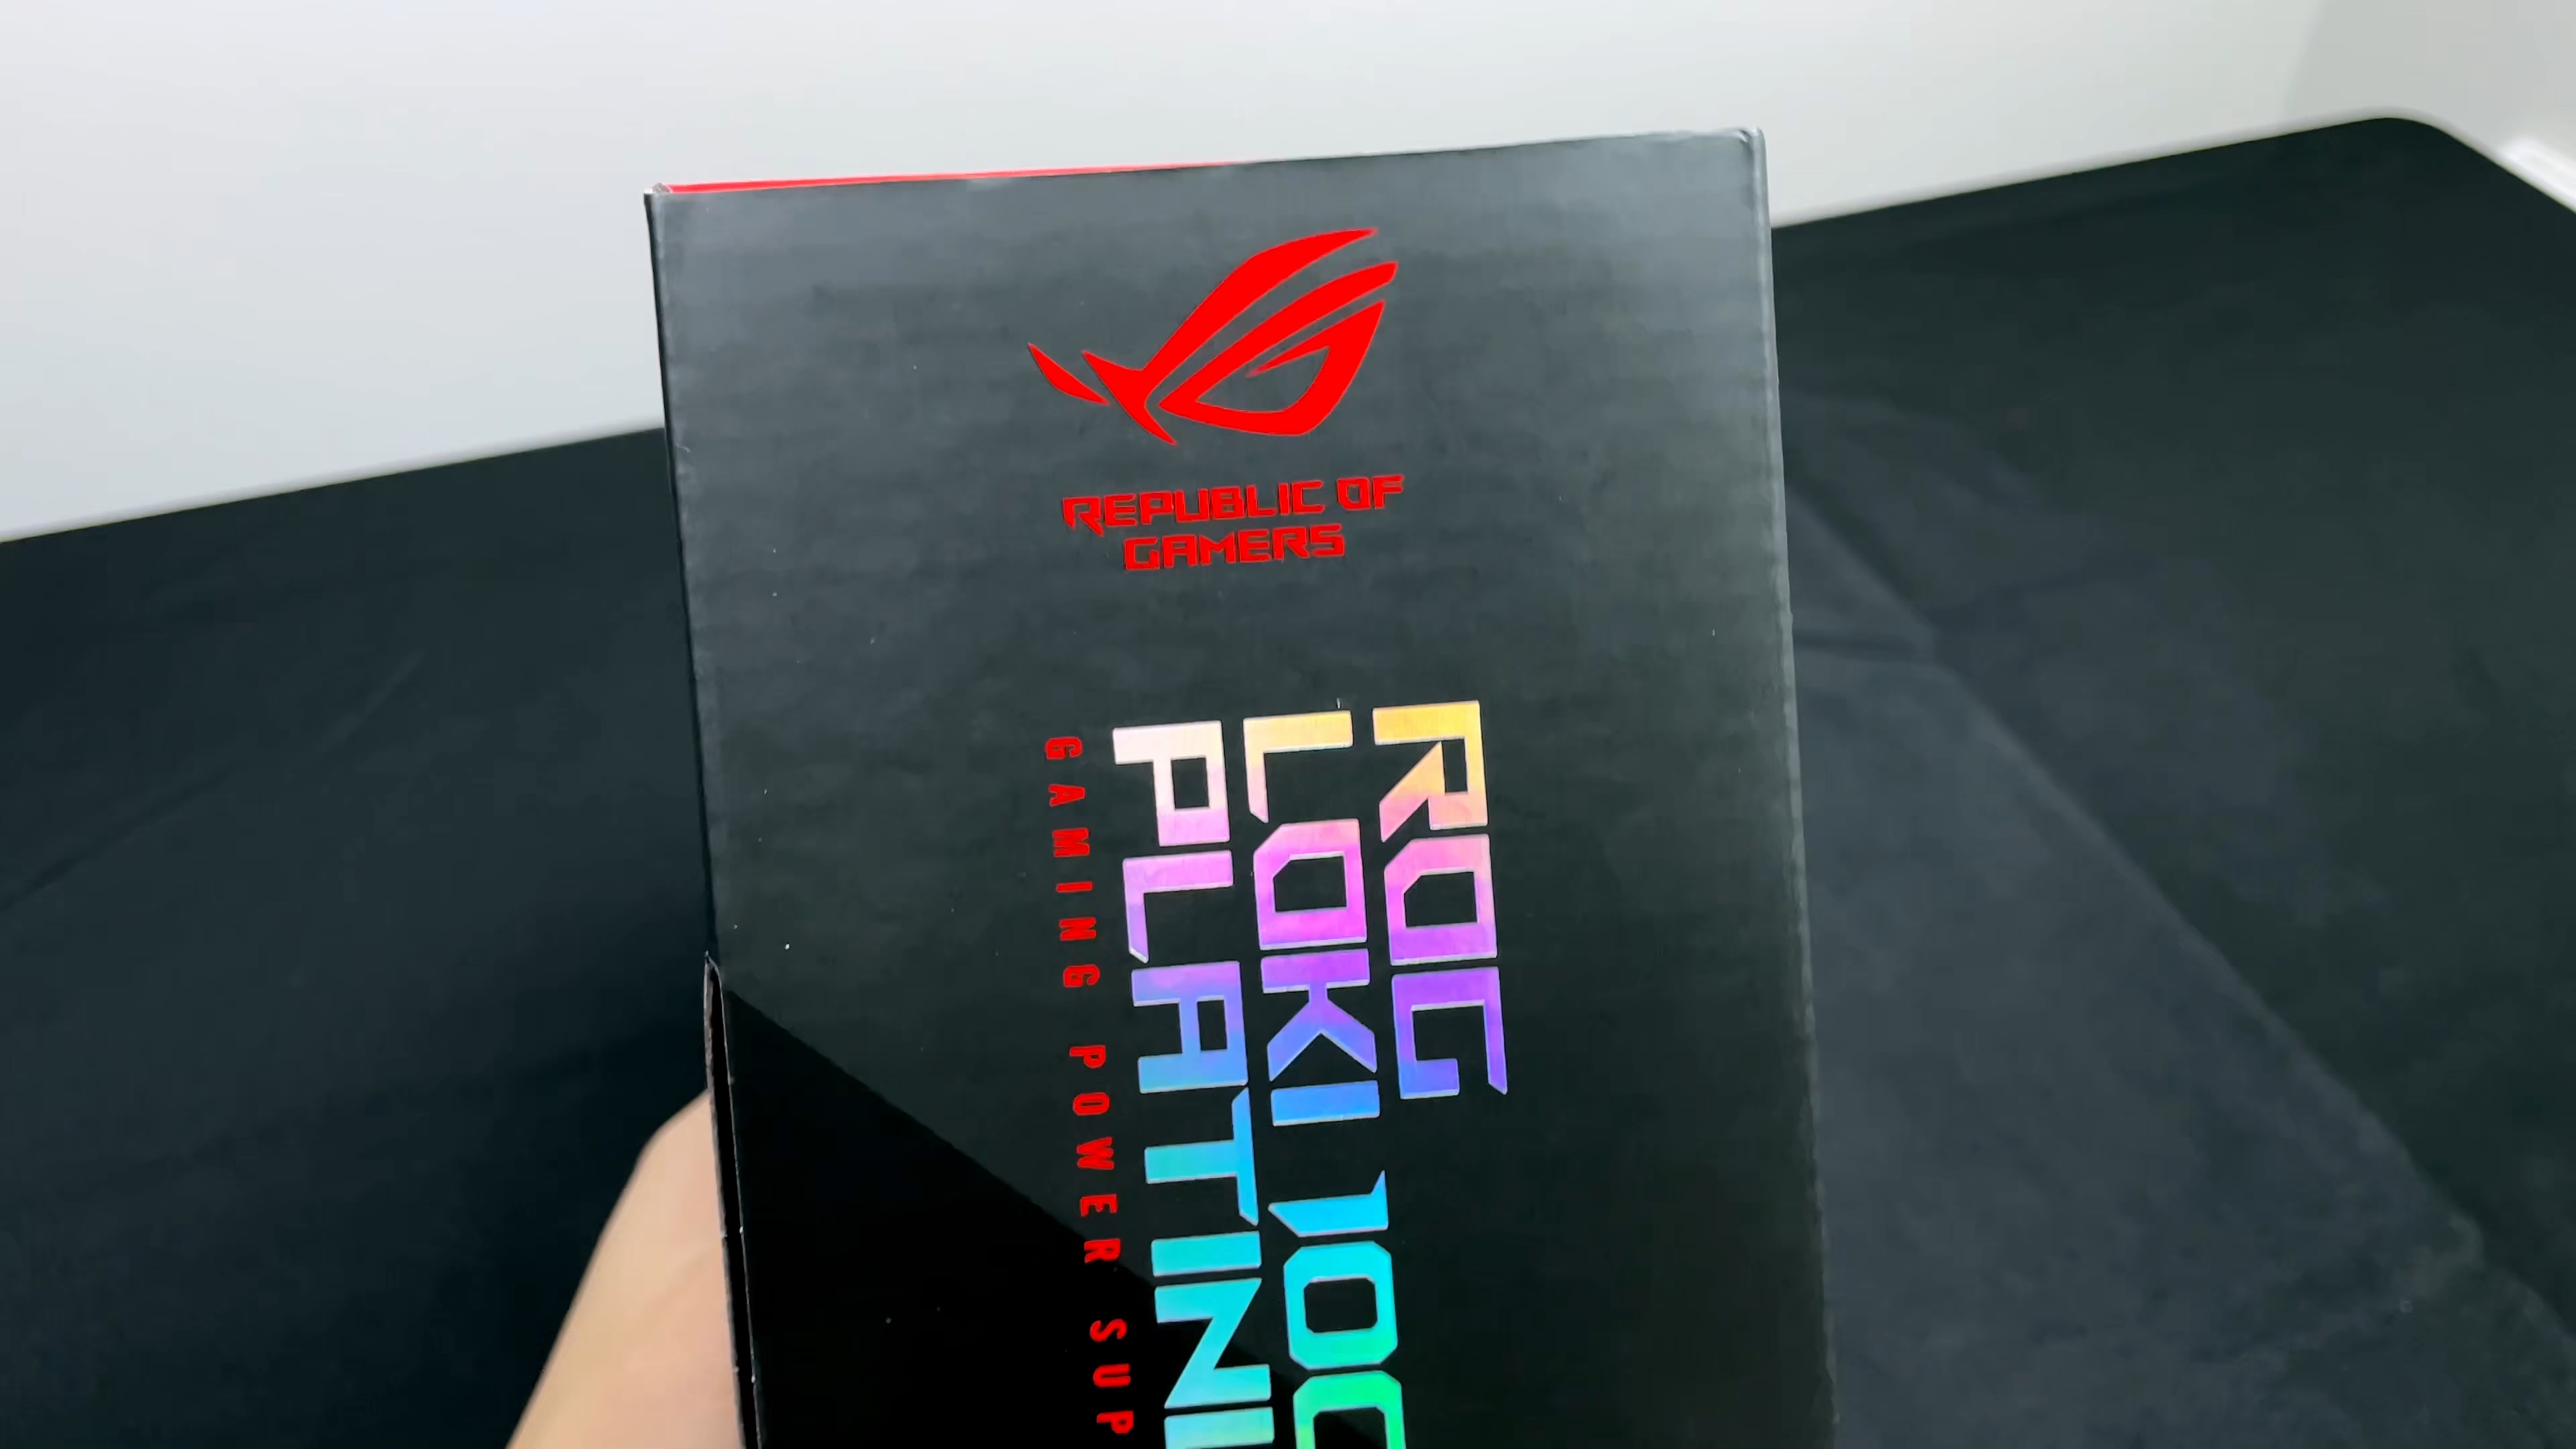 REPUBLIC OF
GAMERS
ROG
LOKI 100
PLATIN
GAMING POWER SUP